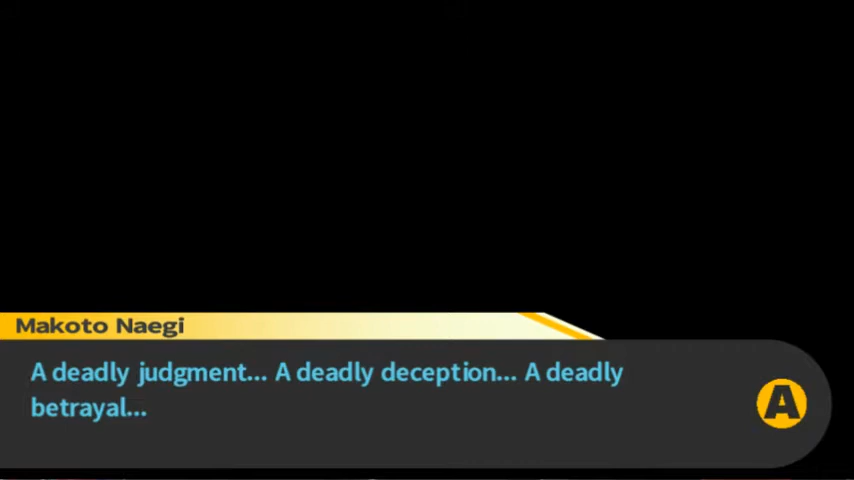 Makoto Naegi
A deadly judgment... A deadly deception... A deadly
betrayal...
A